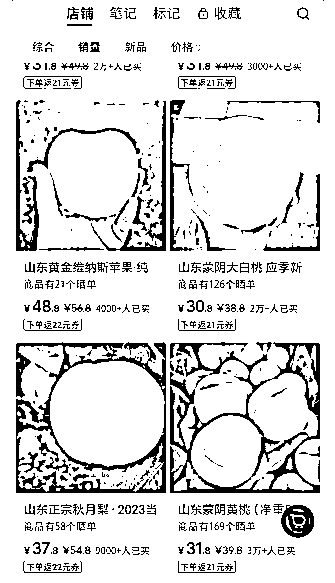 店铺 笔记 标记 收藏
综合 销量 新品 价格
¥31.8 ¥49.8 2万+人已买
下单返21元券
¥31.8 ¥49.8 3000+人已买
下单返21元券
山东黄金维纳斯苹果·纯
商品有21个晒单
¥48.8 ¥56.8 4000+人已买
下单返22元券
山东蒙阴大白桃 应季新
商品有126个晒单
¥30.8 ¥38.8 2万+人已买
下单返21元券
山东正宗秋月梨·2023当
商品有58个晒单
¥37.8 ¥54.8 9000+人已买
下单返22元券
山东蒙阴黄桃(净重
商品有169个晒单
¥31.8 ¥39.8 3万+人已买
下单返21元券